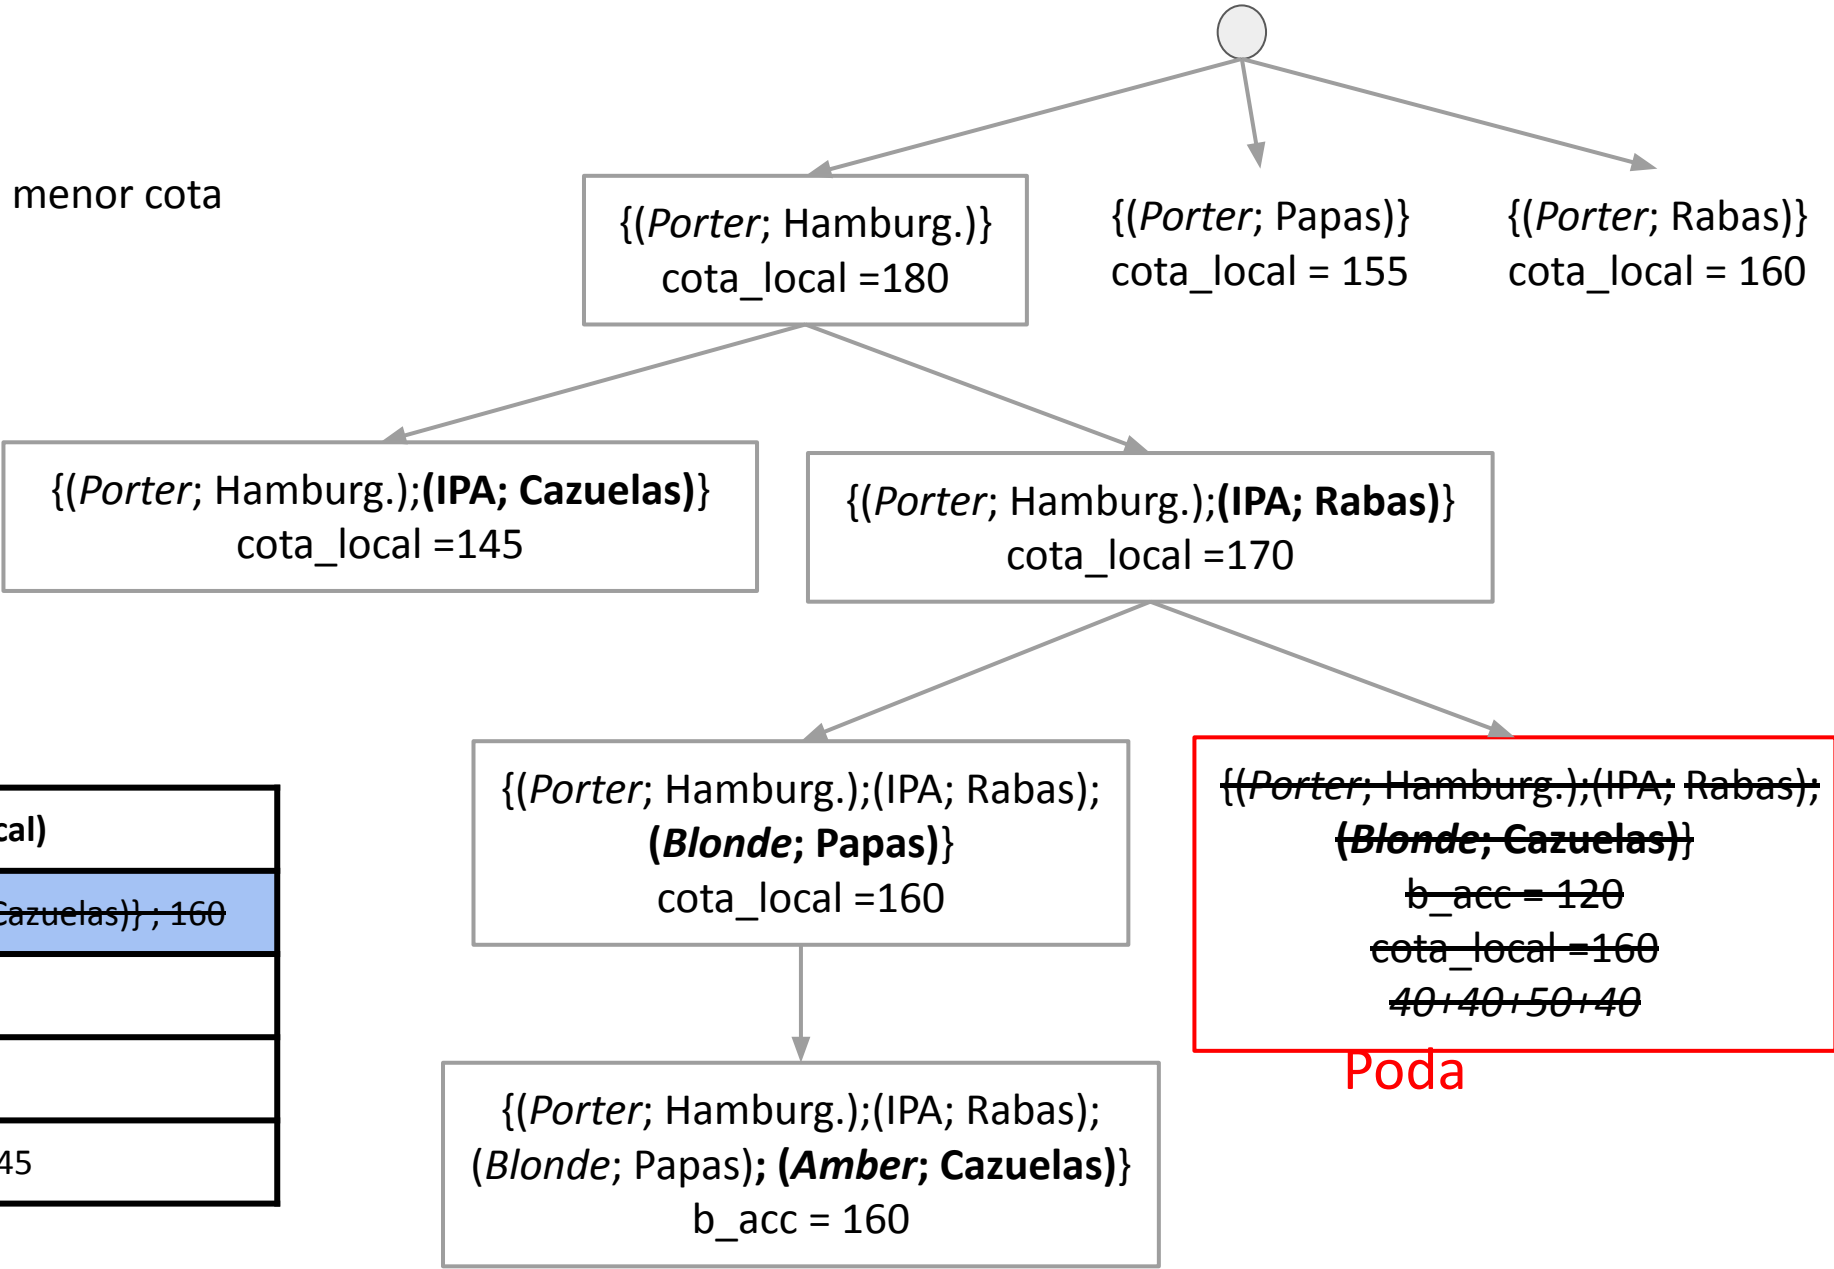 menor cota
{(Porter; Hamburg.)}
cota_local =180
{(Porter; Papas)}
cota_local = 155
{(Porter; Rabas)}
cota_local = 160
{(Porter; Hamburg.);(IPA; Cazuelas)}
cota_local =145
{(Porter; Hamburg.);(IPA; Rabas)}
cota_local =170
{(Porter; Hamburg.);(IPA; Rabas);
(Blonde; Papas)}
cota_local =160
{(Porter; Hamburg.);(IPA; Rabas);
(Blonde; Cazuelas)}
b_acc = 120
cota_local =160
40+40+50+40
Poda
cal)
Cazuelas)} ; 160
45
{(Porter; Hamburg.);(IPA; Rabas);
(Blonde; Papas); (Amber; Cazuelas)}
b_acc = 160